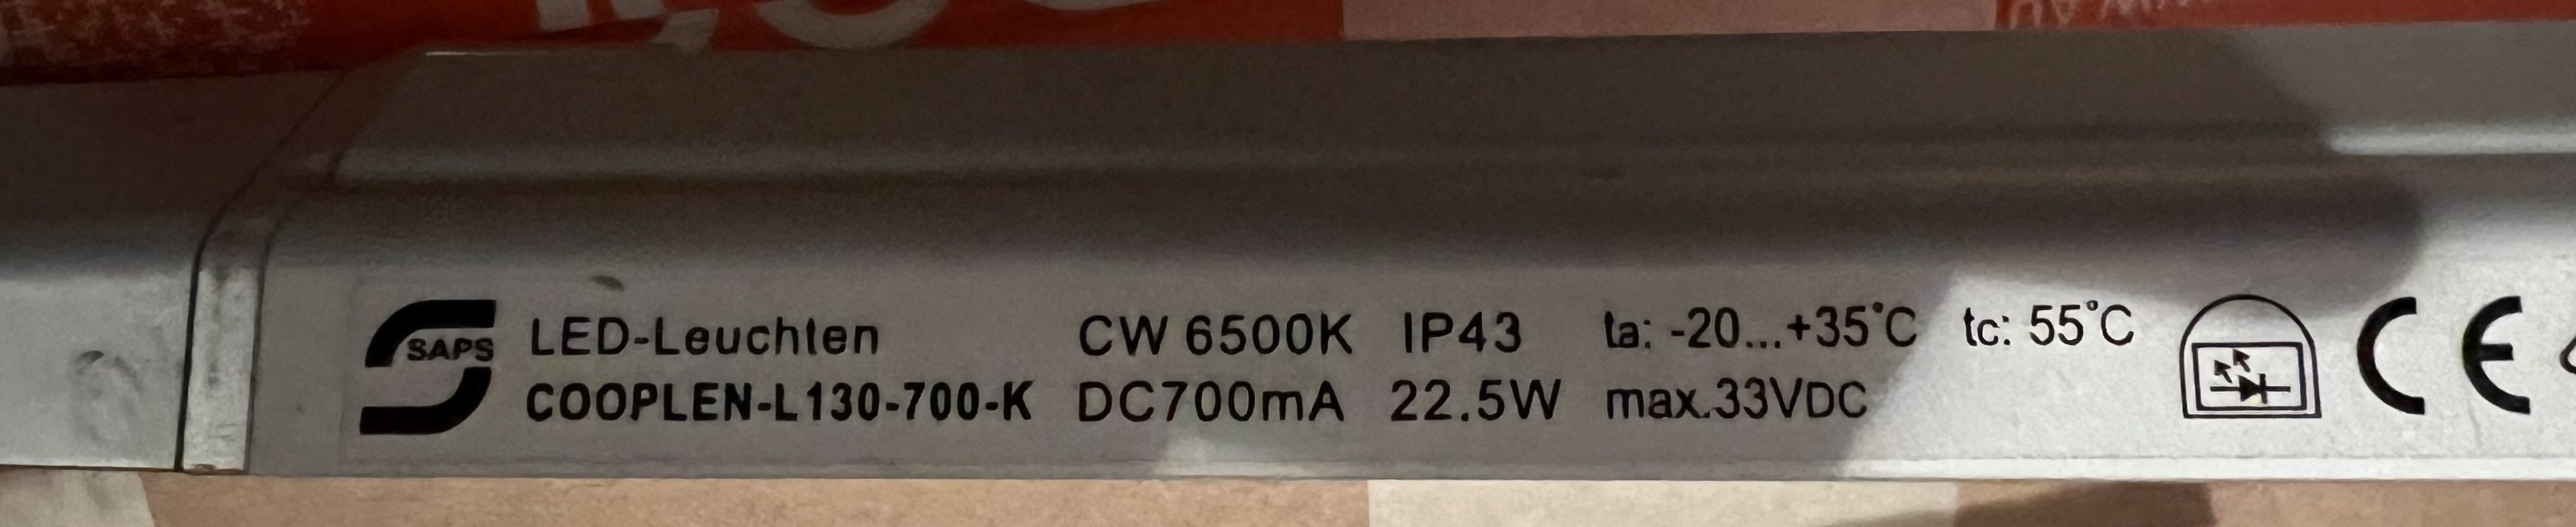 SAPS
LED-Leuchten CW 6500K IP43 ta: -20...+35°C tc: 55°C
COOPLEN-L130-700-K DC700mA 22.5W max.33VDC
CE